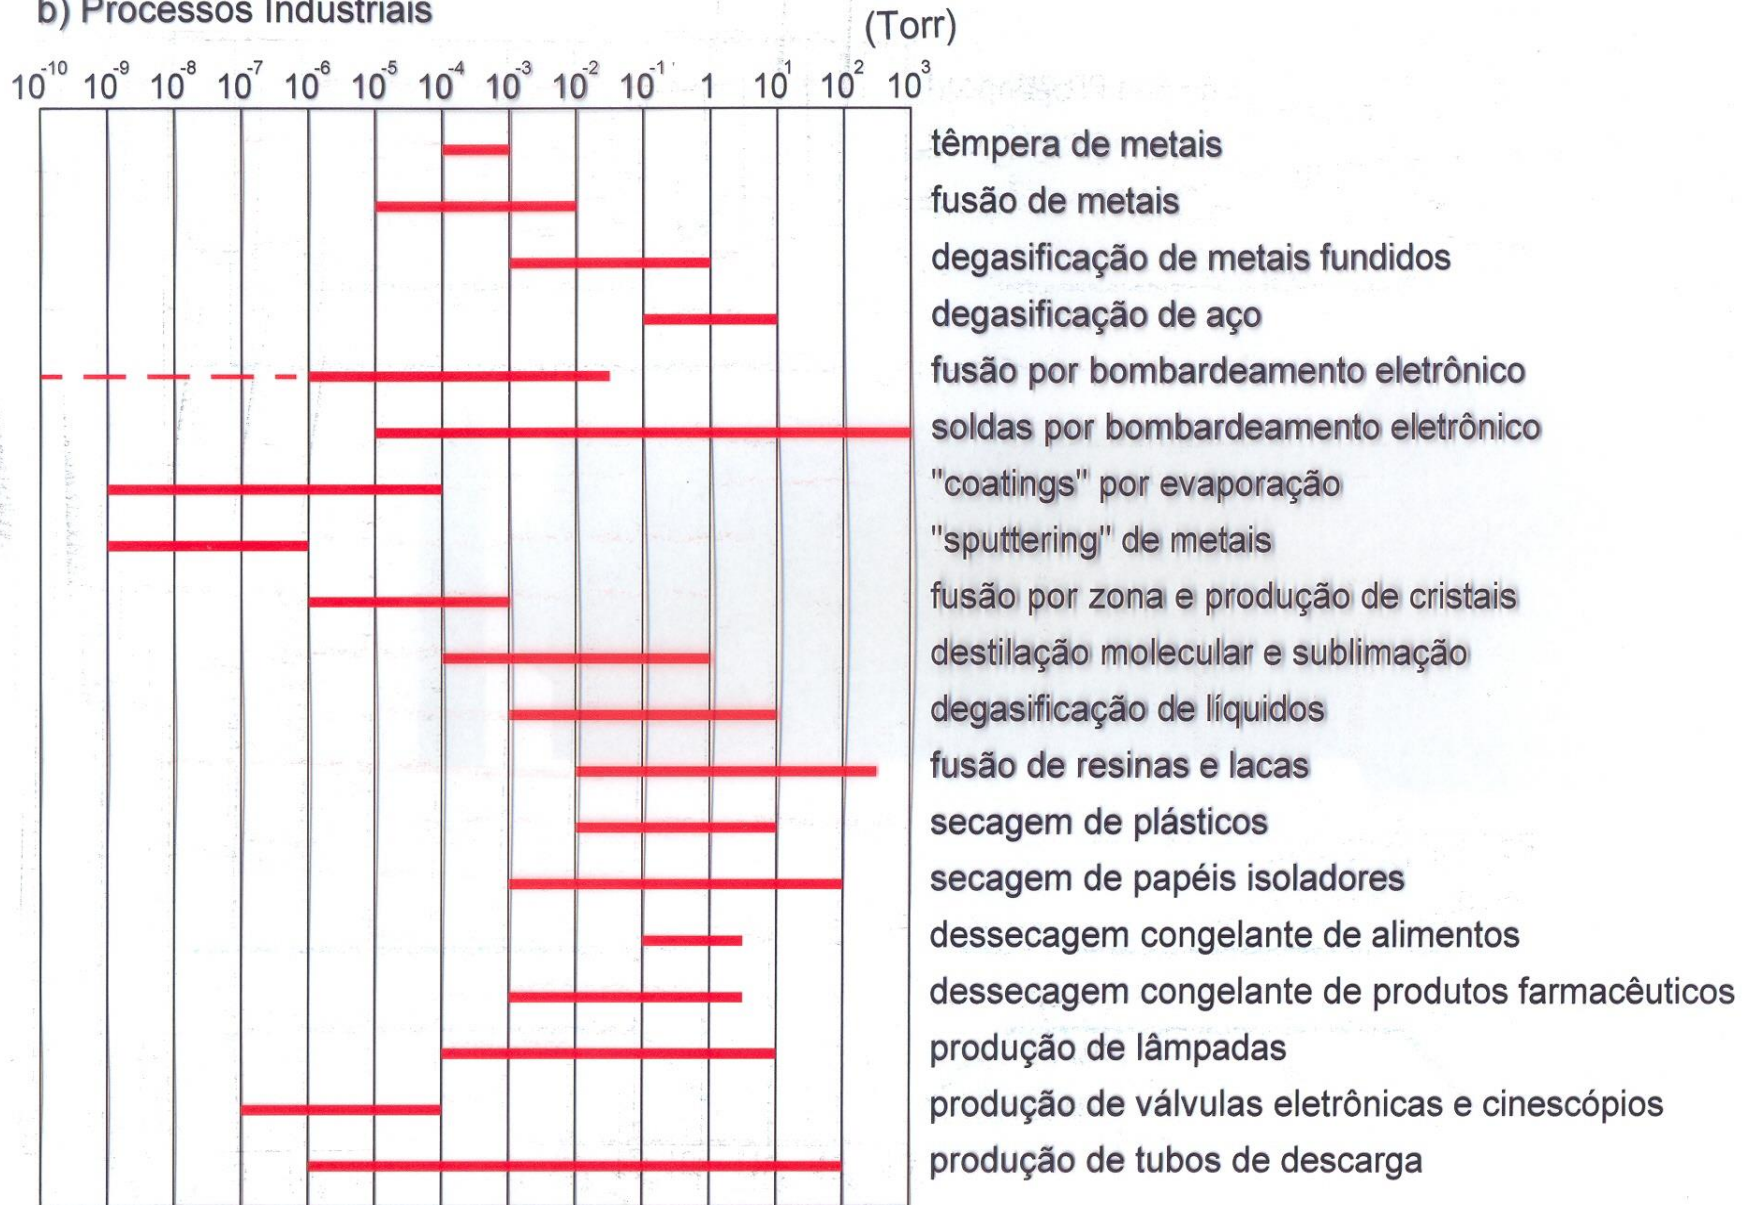 b) Processos Industriais
(Torr)
10⁻¹⁰ 10⁻⁹ 10⁻⁸ 10⁻⁷ 10⁻⁶ 10⁻⁵ 10⁻⁴ 10⁻³ 10⁻² 10⁻¹ 1 10¹ 10² 10³
têmpera de metais
fusão de metais
degasificação de metais fundidos
degasificação de aço
fusão por bombardeamento eletrônico
soldas por bombardeamento eletrônico
"coatings" por evaporação
"sputtering" de metais
fusão por zona e produção de cristais
destilação molecular e sublimação
degasificação de líquidos
fusão de resinas e lacas
secagem de plásticos
secagem de papéis isoladores
dessecagem congelante de alimentos
dessecagem congelante de produtos farmacêuticos
produção de lâmpadas
produção de válvulas eletrônicas e cinescópios
produção de tubos de descarga